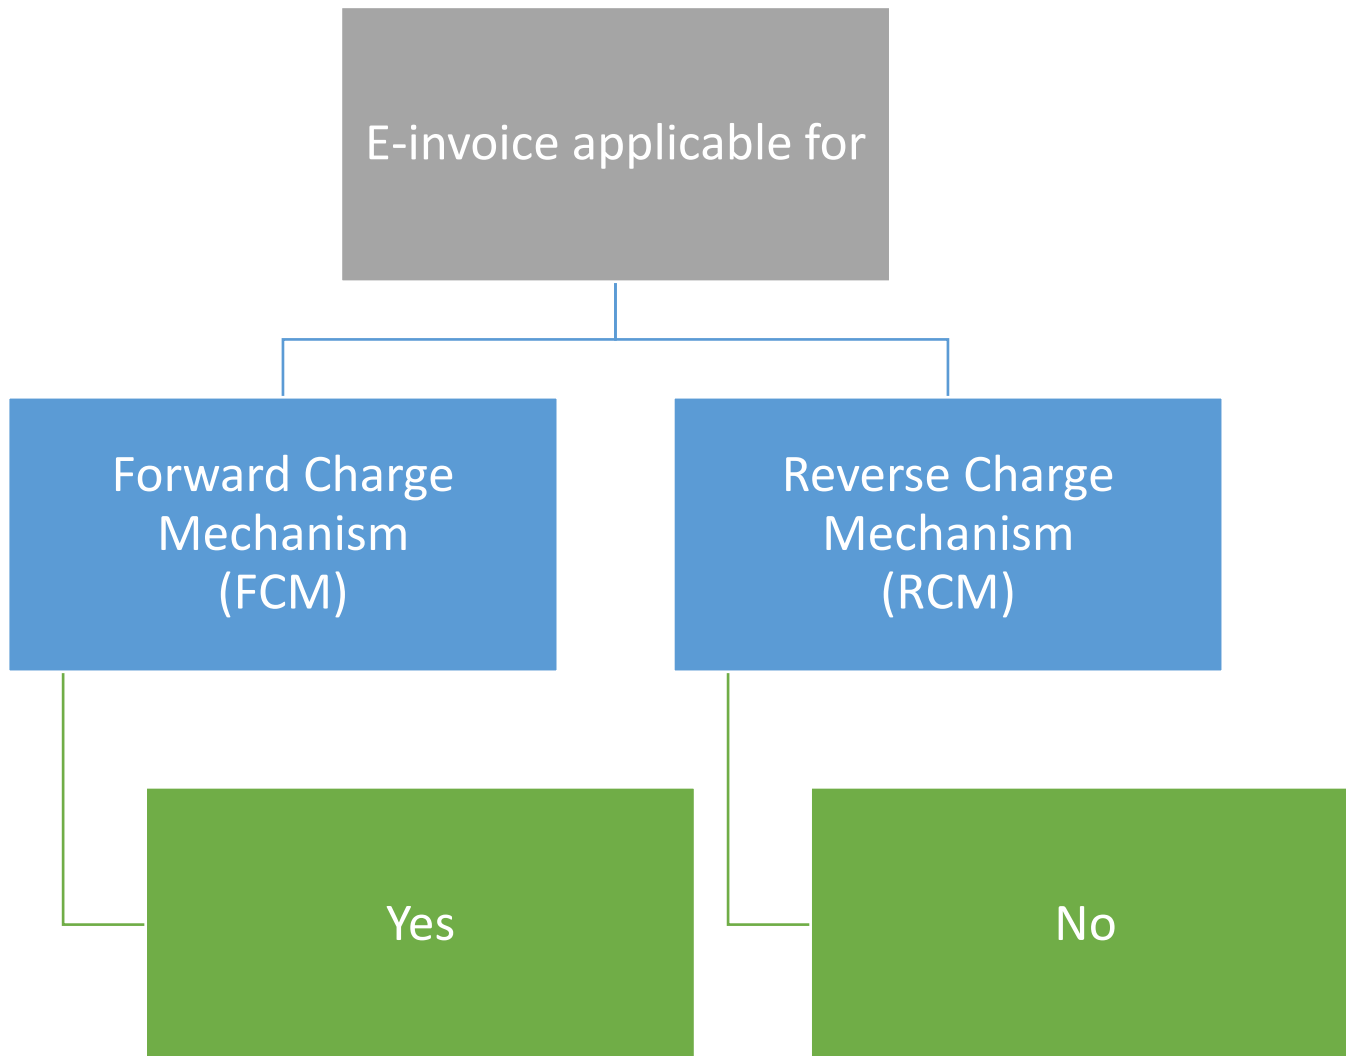 E-invoice applicable for
Forward Charge
Mechanism
(FCM)
Reverse Charge
Mechanism
(RCM)
Yes
No